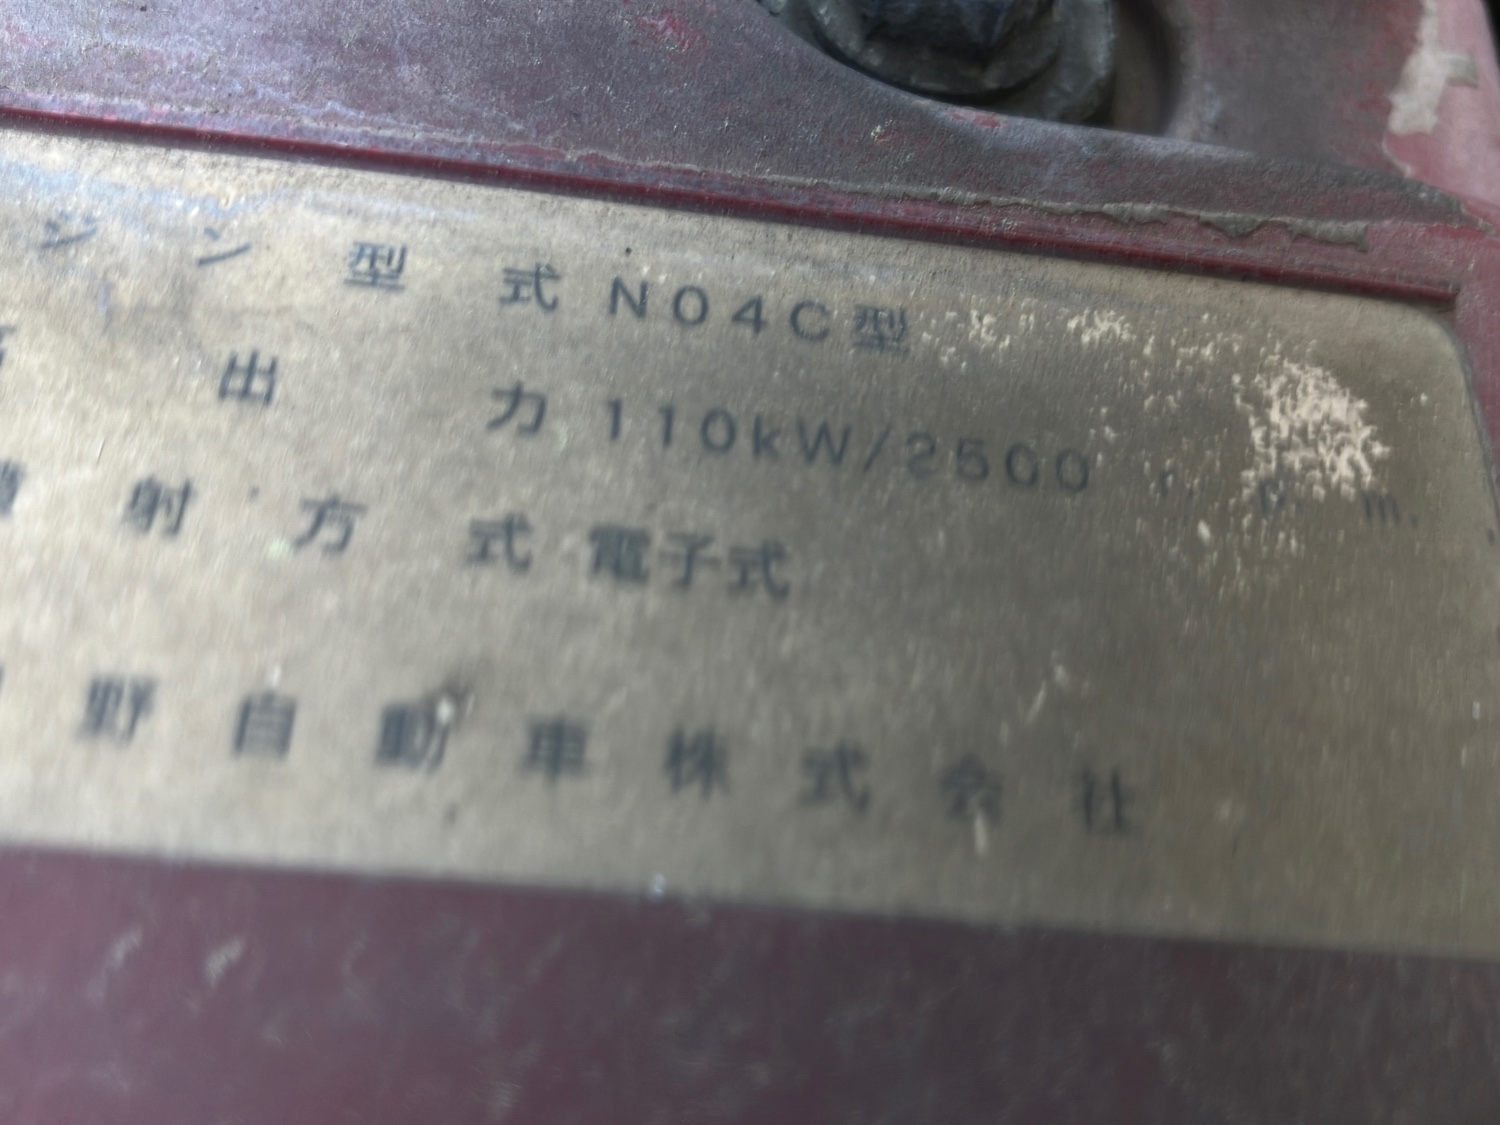 ジン型式 N04C型
出力 110kW/2500 r.p.m.
射方式 電子式
野自動車株式会社